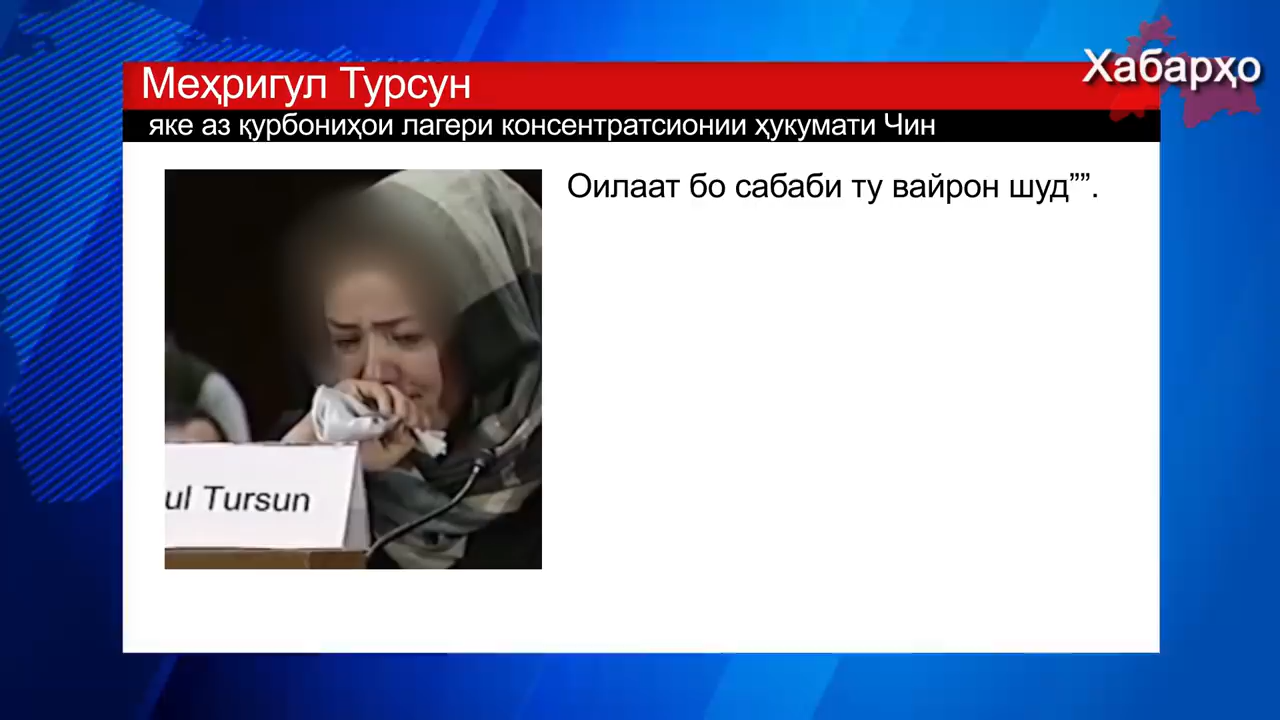 Хабарҳо
Меҳригул Турсун
яке аз қурбониҳои лагери консентратсионии ҳукумати Чин
Оилаат бо сабаби ту вайрон шуд””.
ul Tursun